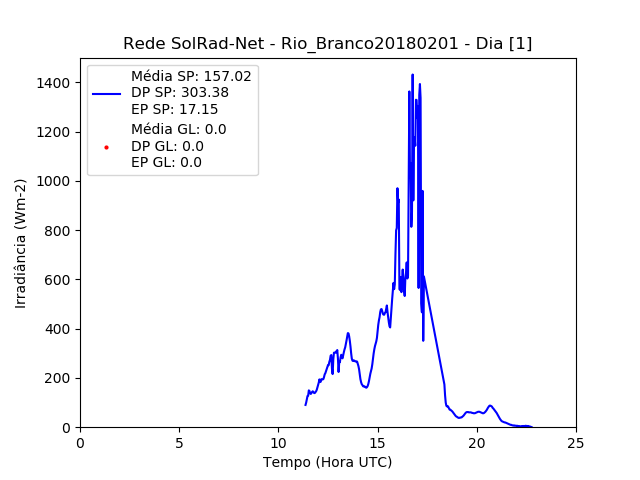 Rede SolRad-Net - Rio_Branco20180201 - Dia [1]
Média SP: 157.02
DP SP: 303.38
EP SP: 17.15
Média GL: 0.0
DP GL: 0.0
EP GL: 0.0
Irradiância (Wm-2)
1400
1200
1000
800
600
400
200
0
0 5 10 15 20 25
Tempo (Hora UTC)